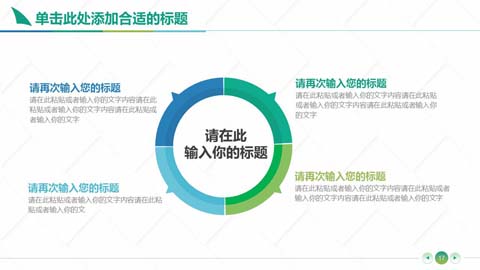 单击此处添加合适的标题
请再次输入您的标题
请在此粘贴或者输入你的文字内容请在此
粘贴或者输入你的文字内容请在此粘贴或
者输入你的文字
请再次输入您的标题
请在此粘贴或者输入你的文字内容请在此粘贴
或者输入你的文字内容请在此粘贴或者输入你
的文字
请在此
输入你的标题
请再次输入您的标题
请在此粘贴或者输入你的文字内容请在此粘
贴或者输入你的文
请再次输入您的标题
请在此粘贴或者输入你的文字内容请在此粘贴或者
输入你的文字内容请在此粘贴或者输入你的文字
17